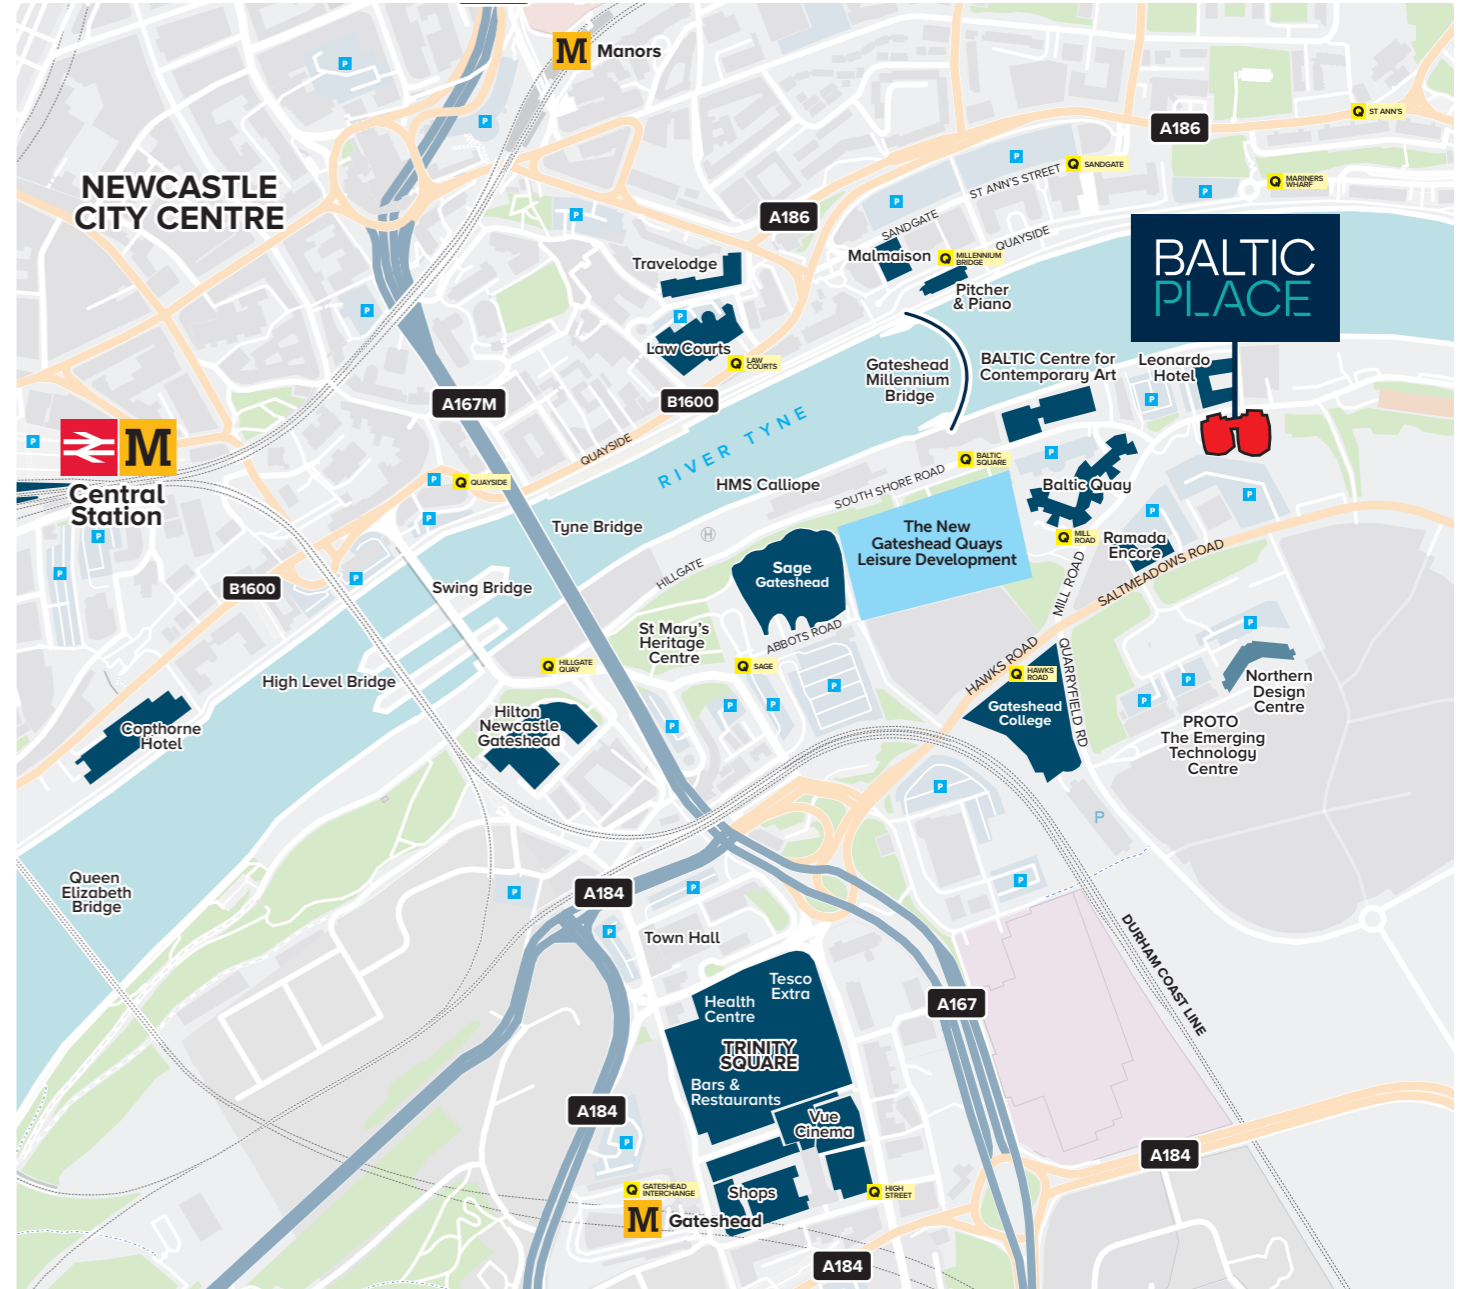 M Manors
P
P
NEWCASTLE
CITY CENTRE
A186
Q ST ANN'S
P
ST ANN'S STREET
Q SANDGATE
Q MARINERS
WHARF
P
P
P
A186
SANDGATE
QUAYSIDE
Malmaison
Q MILLENNIUM
BRIDGE
Pitcher
& Piano
BALTIC
PLACE
Travelodge
P
P
Law Courts
Q LAW
COURTS
Gateshead
Millennium
Bridge
BALTIC Centre for
Contemporary Art
Leonardo
Hotel
P
A167M
B1600
QUAYSIDE
RIVER TYNE
P
M
Central
Station
P
Q QUAYSIDE
P
HMS Calliope
SOUTH SHORE ROAD
Q BALTIC
SQUARE
P
Baltic Quay
P
P
Tyne Bridge
H
The New
Gateshead Quays
Leisure Development
Q MILL
ROAD
Ramada
Encore
SALTMEADOWS ROAD
P
P
P
B1600
Swing Bridge
HILLGATE
Sage
Gateshead
MILL ROAD
St Mary's
Heritage
Centre
ABBOTS ROAD
P
Q HILLGATE
QUAY
Q SAGE
HAWKS ROAD
Q HAWKS
ROAD
QUARRYFIELD RD
High Level Bridge
P
P
P
P
P
P
Northern
Design
Centre
Gateshead
College
Hilton
Newcastle
Gateshead
Copthorne
Hotel
PROTO
The Emerging
Technology
Centre
P
P
Queen
Elizabeth
Bridge
P
A184
P
P
P
Town Hall
DURHAM COAST LINE
Tesco
Extra
Health
Centre
A167
TRINITY
SQUARE
Bars &
Restaurants
A184
Vue
Cinema
P
A184
Q GATESHEAD
INTERCHANGE
Shops
Q HIGH
STREET
M Gateshead
A184